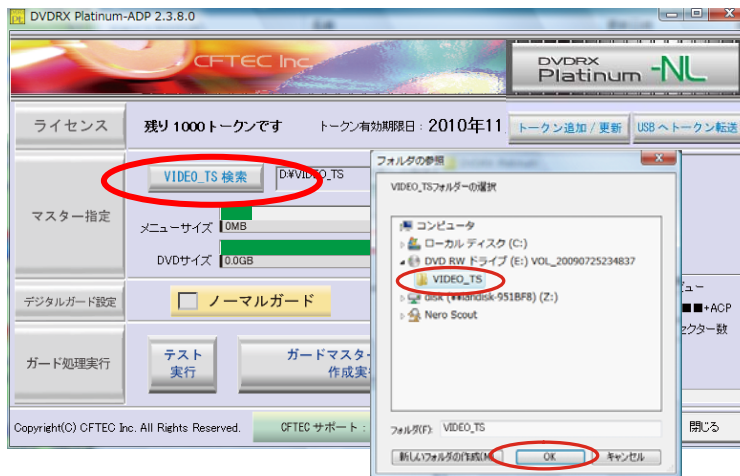 DVDRX Platinum-ADP 2.3.8.0
CFTEC Inc.
DVDRX
Platinum -NL
ライセンス
残り 1000 トークンです
トークン有効期限日 : 2010年11
トークン追加 / 更新
USB へトークン転送
マスター指定
VIDEO_TS 検索
D:¥VIDEO_TS
メニューサイズ
0MB
DVDサイズ
0.0GB
デジタルガード設定
ノーマルガード
ガード処理実行
テスト
実行
ガードマスタ
作成実
■■+ACP
セクター数
Copyright(C) CFTEC Inc. All Rights Reserved.
CFTEC サポート :
閉じる
フォルダの参照
VIDEO_TSフォルダーの選択
コンピュータ
ローカル ディスク (C:)
DVD RW ドライブ (E:) VOL_20090725234837
VIDEO_TS
disk (¥¥landisk-951BF8) (Z:)
Nero Scout
フォルダ(F):
VIDEO_TS
新しいフォルダの作成(M)
OK
キャンセル